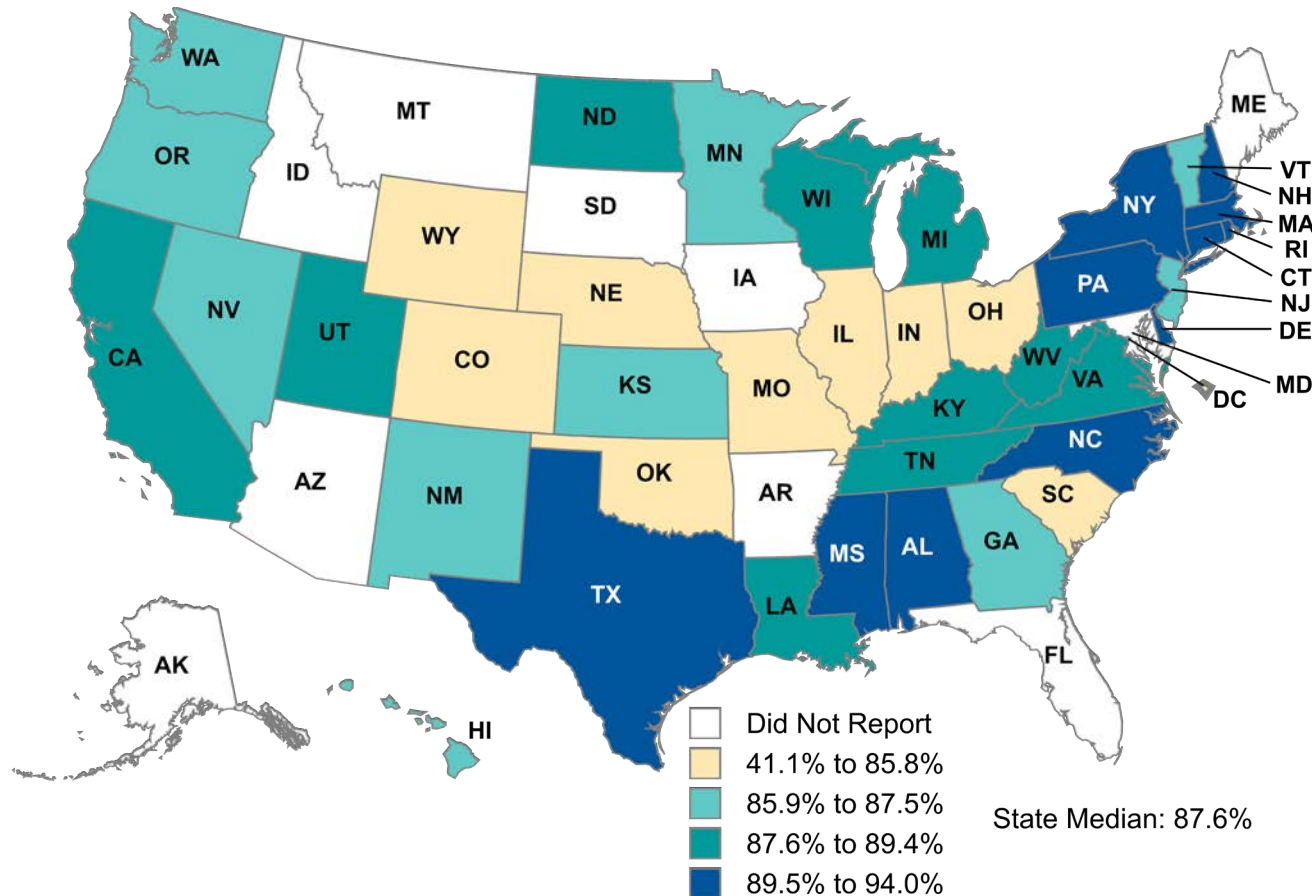 WA
MT
ND
ME
OR
MN
ID
VT
NH
SD
WI
NY
MA
WY
MI
RI
CT
IA
PA
NJ
NE
NV
OH
DE
UT
IL
IN
CA
CO
WV
MD
KS
MO
VA
DC
KY
NC
TN
OK
AZ
NM
AR
SC
GA
MS
AL
TX
LA
FL
AK
HI
Did Not Report
41.1% to 85.8%
85.9% to 87.5%
State Median: 87.6%
87.6% to 89.4%
89.5% to 94.0%